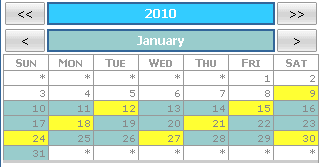 << 2010 >>
< January >
SUN MON TUE WED THU FRI SAT
* * * * * 1 2
3 4 5 6 7 8 9
10 11 12 13 14 15 16
17 18 19 20 21 22 23
24 25 26 27 28 29 30
31 * * * * * *